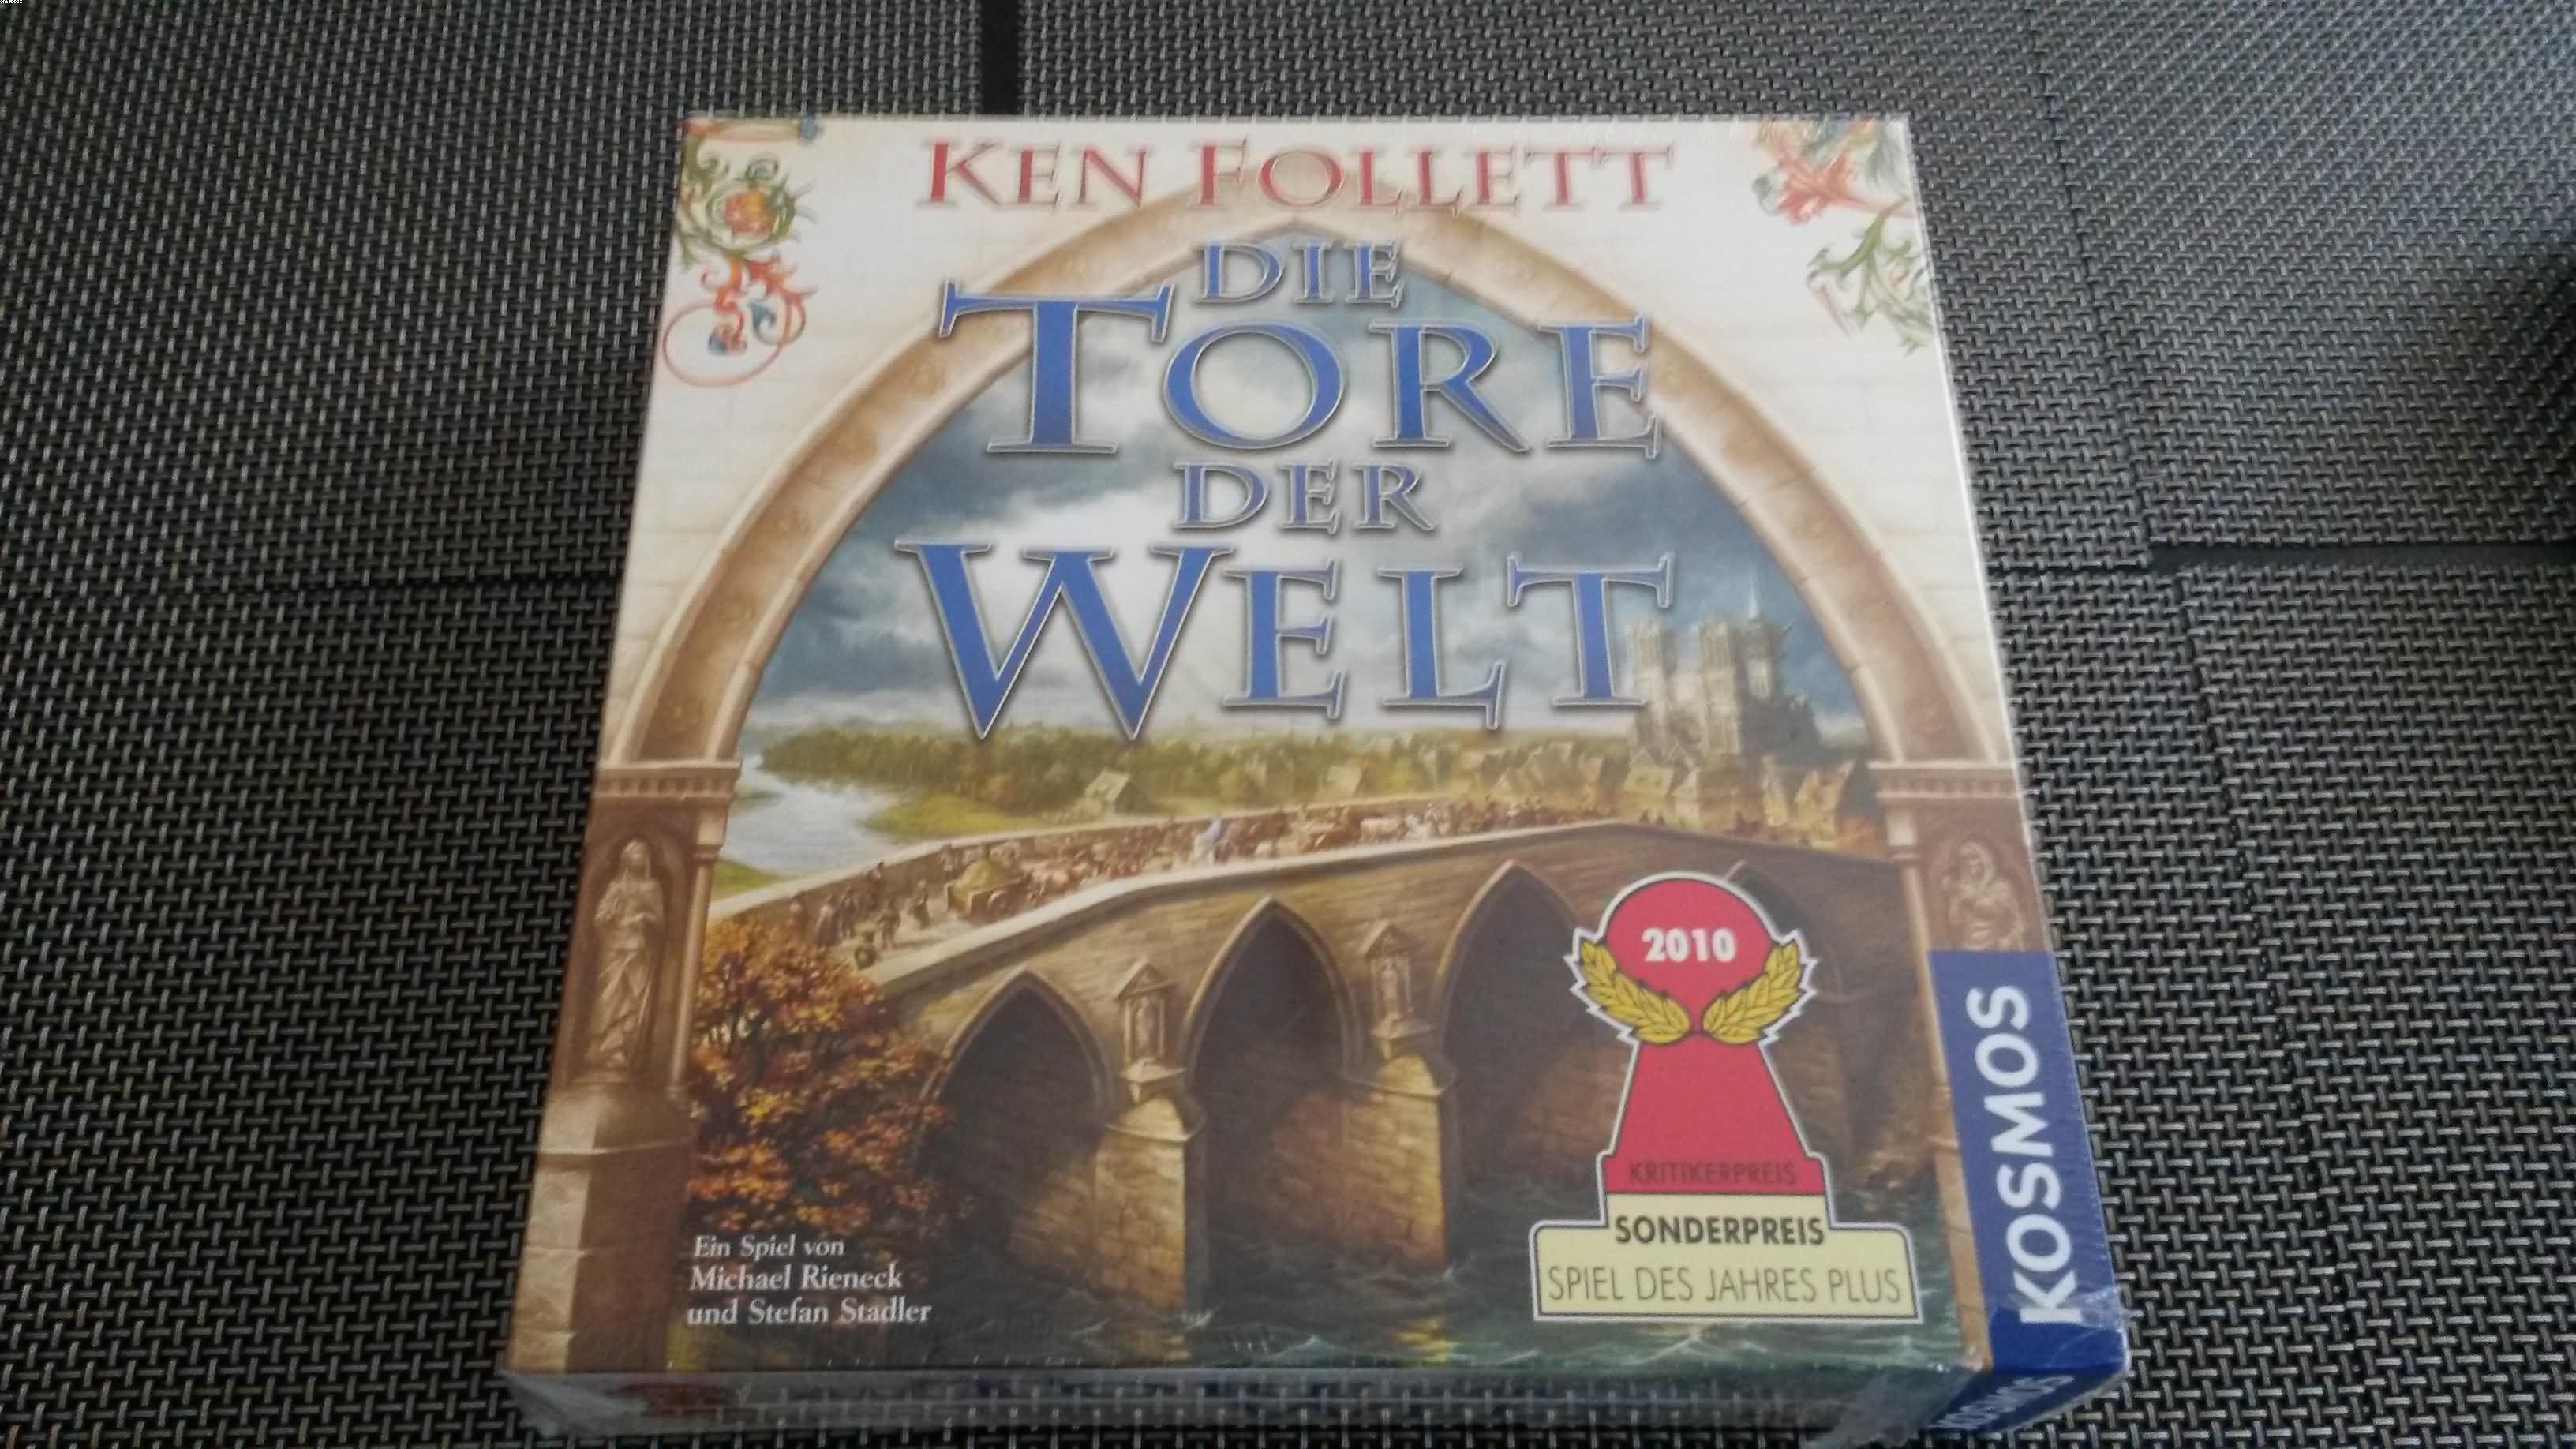 KEN FOLLETT
DIE
TORE
DER
WELT
2010
KRITIKERPREIS
SONDERPREIS
SPIEL DES JAHRES PLUS
Ein Spiel von
Michael Rieneck
und Stefan Stadler
KOSMOS
KOSMOS